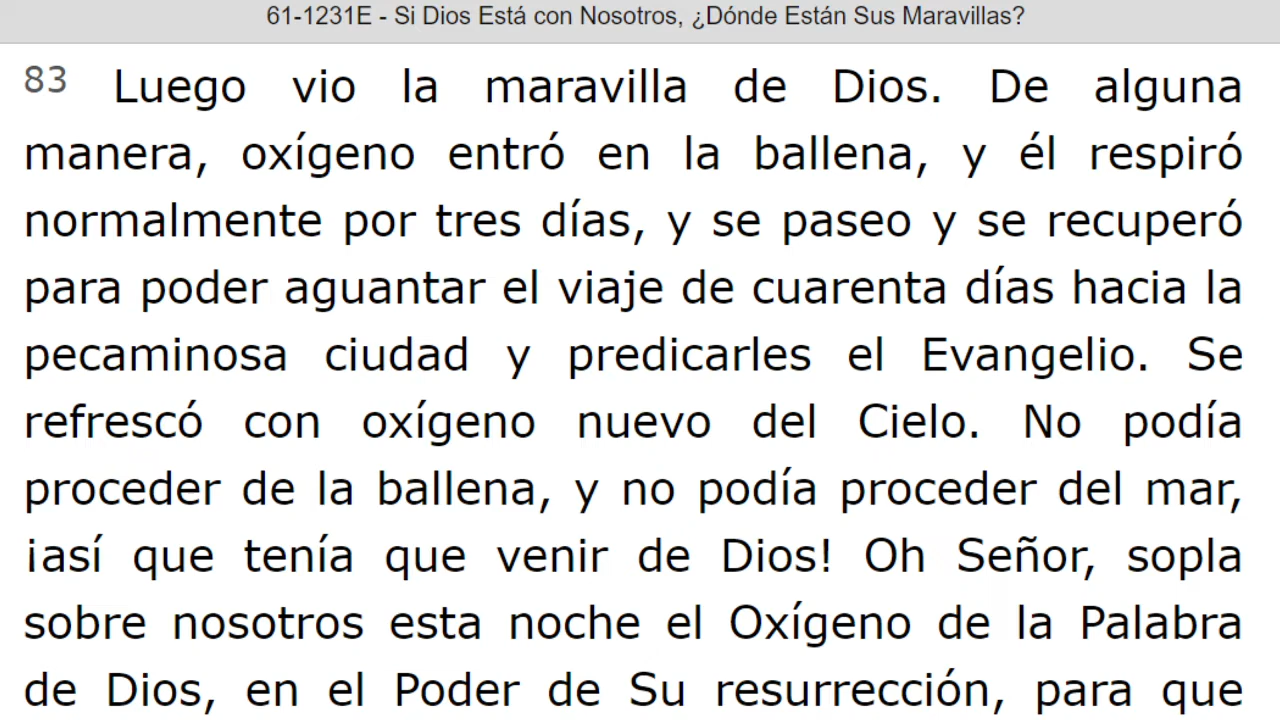 61-1231E - Si Dios Está con Nosotros, ¿Dónde Están Sus Maravillas?
83 Luego vio la maravilla de Dios. De alguna
manera, oxígeno entró en la ballena, y él respiró
normalmente por tres días, y se paseo y se recuperó
para poder aguantar el viaje de cuarenta días hacia la
pecaminosa ciudad y predicarles el Evangelio. Se
refrescó con oxígeno nuevo del Cielo. No podía
proceder de la ballena, y no podía proceder del mar,
¡así que tenía que venir de Dios! Oh Señor, sopla
sobre nosotros esta noche el Oxígeno de la Palabra
de Dios, en el Poder de Su resurrección, para que